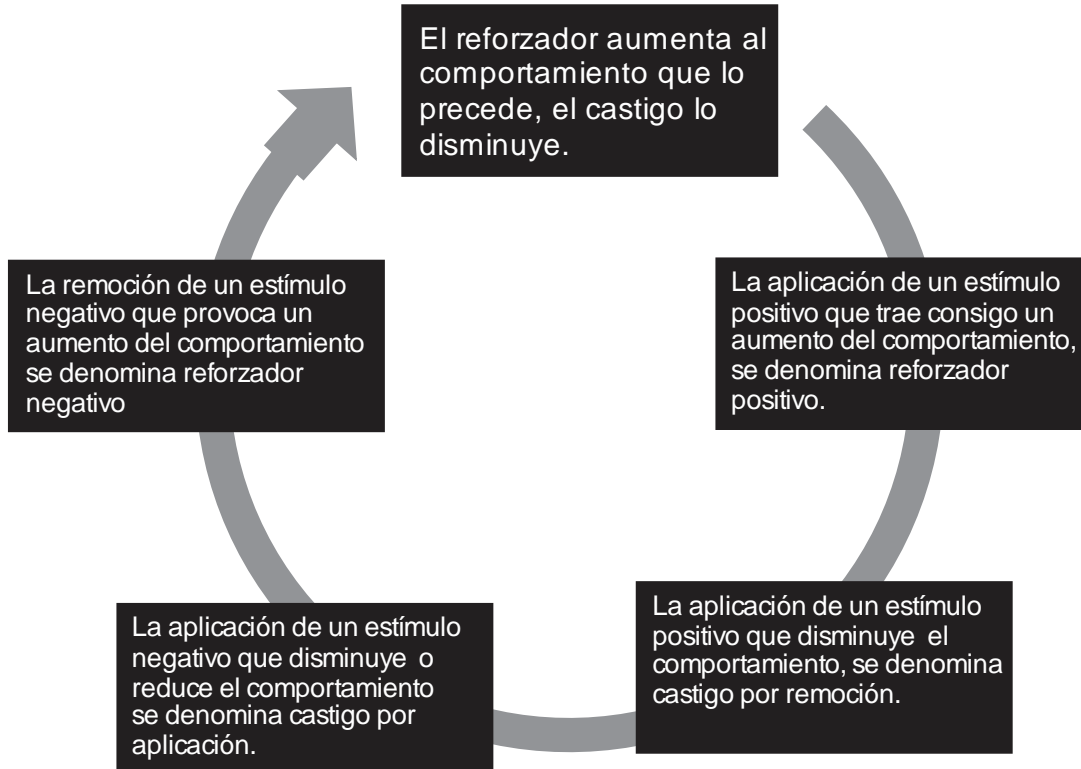 El reforzador aumenta al
comportamiento que lo
precede, el castigo lo
disminuye.
La aplicación de un estímulo
positivo que trae consigo un
aumento del comportamiento,
se denomina reforzador
positivo.
La aplicación de un estímulo
positivo que disminuye el
comportamiento, se denomina
castigo por remoción.
La aplicación de un estímulo
negativo que disminuye o
reduce el comportamiento
se denomina castigo por
aplicación.
La remoción de un estímulo
negativo que provoca un
aumento del comportamiento
se denomina reforzador
negativo